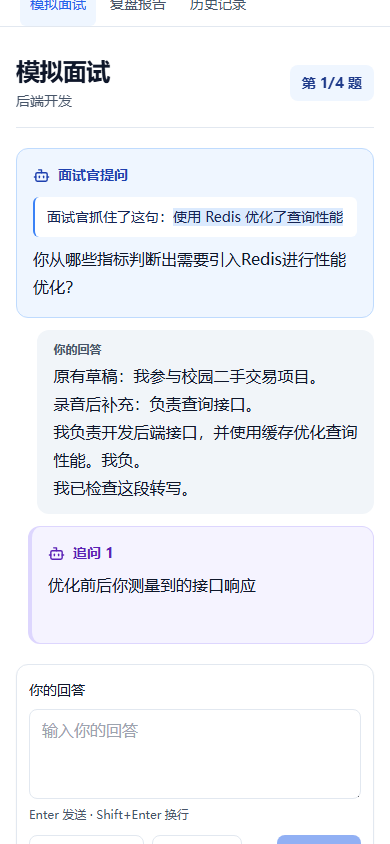 模拟面试 复盘报告 历史记录
模拟面试
后端开发
第 1/4 题
面试官提问
面试官抓住了这句：使用 Redis 优化了查询性能
你从哪些指标判断出需要引入Redis进行性能
优化？
你的回答
原有草稿：我参与校园二手交易项目。
录音后补充：负责查询接口。
我负责开发后端接口，并使用缓存优化查询
性能。我负。
我已检查这段转写。
追问 1
优化前后你测量到的接口响应
你的回答
输入你的回答
Enter 发送 · Shift+Enter 换行